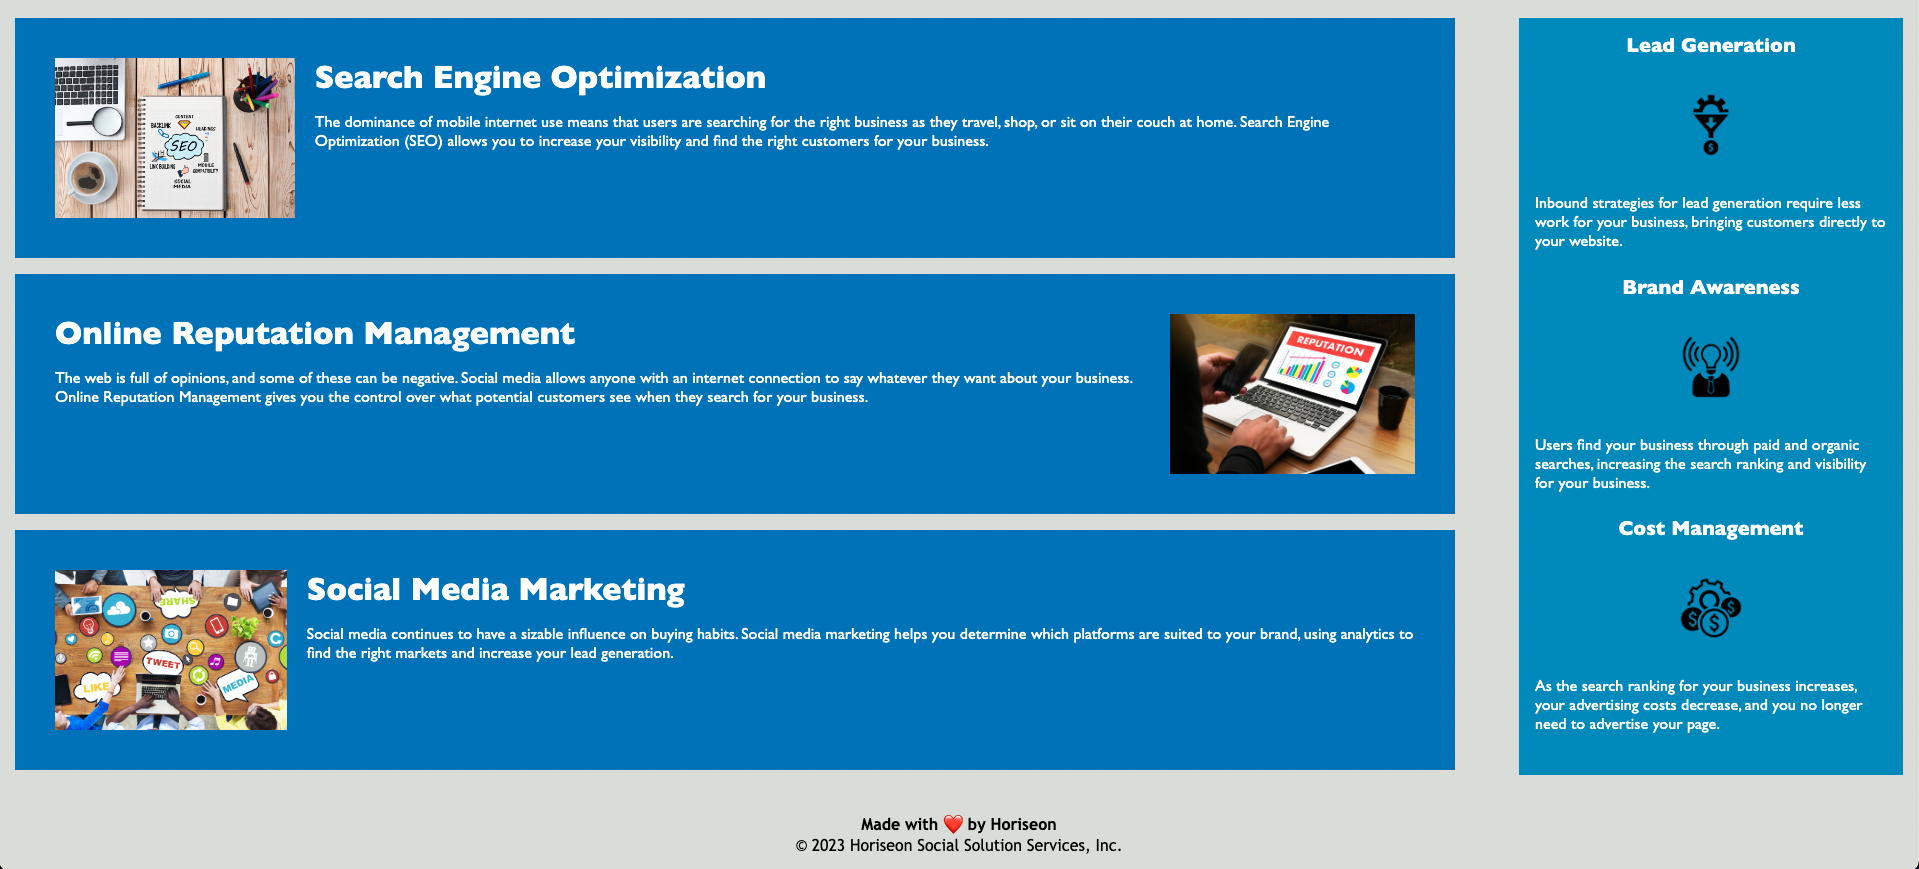 Search Engine Optimization
The dominance of mobile internet use means that users are searching for the right business as they travel, shop, or sit on their couch at home. Search Engine
Optimization (SEO) allows you to increase your visibility and find the right customers for your business.
CONTENT
BACKLINK
HEADINGS
SEO
LINK BUILDING
MOBILE
COMPATIBILITY
SOCIAL
MEDIA
Online Reputation Management
The web is full of opinions, and some of these can be negative. Social media allows anyone with an internet connection to say whatever they want about your business.
Online Reputation Management gives you the control over what potential customers see when they search for your business.
REPUTATION
Social Media Marketing
Social media continues to have a sizable influence on buying habits. Social media marketing helps you determine which platforms are suited to your brand, using analytics to
find the right markets and increase your lead generation.
SHARE
TWEET
LIKE
MEDIA
Lead Generation
$
Inbound strategies for lead generation require less
work for your business, bringing customers directly to
your website.
Brand Awareness
Users find your business through paid and organic
searches, increasing the search ranking and visibility
for your business.
Cost Management
$ $ $
As the search ranking for your business increases,
your advertising costs decrease, and you no longer
need to advertise your page.
Made with ❤️ by Horiseon
© 2023 Horiseon Social Solution Services, Inc.